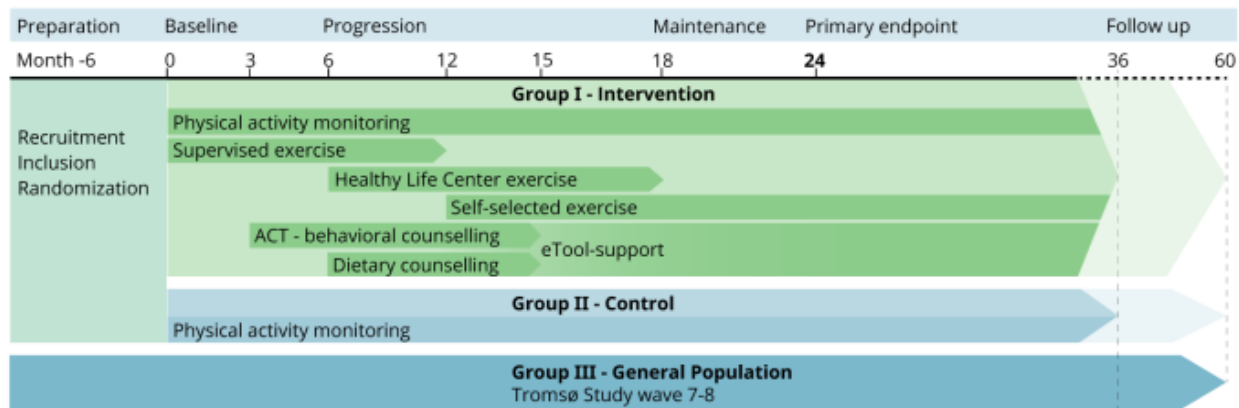 Preparation Baseline Progression Maintenance Primary endpoint Follow up
Month -6 0 3 6 12 15 18 24 36 60
Group I - Intervention
Physical activity monitoring
Recruitment
Inclusion
Randomization
Supervised exercise
Healthy Life Center exercise
Self-selected exercise
ACT - behavioral counselling
eTool-support
Dietary counselling
Group II - Control
Physical activity monitoring
Group III - General Population
Tromsø Study wave 7-8